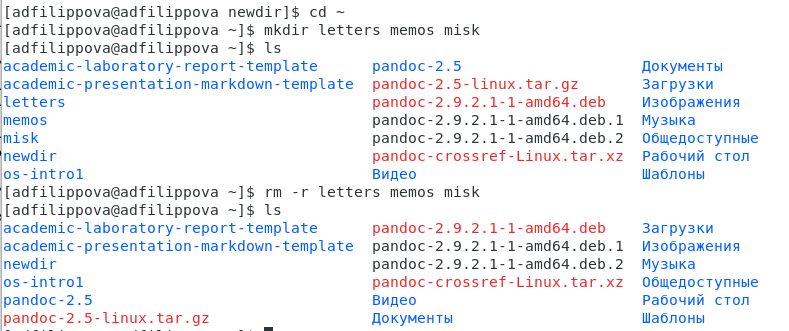 [adfilippova@adfilippova newdir]$ cd ~
[adfilippova@adfilippova ~]$ mkdir letters memos misk
[adfilippova@adfilippova ~]$ ls
academic-laboratory-report-template pandoc-2.5 Документы
academic-presentation-markdown-template pandoc-2.5-linux.tar.gz Загрузки
letters pandoc-2.9.2.1-1-amd64.deb Изображения
memos pandoc-2.9.2.1-1-amd64.deb.1 Музыка
misk pandoc-2.9.2.1-1-amd64.deb.2 Общедоступные
newdir pandoc-crossref-Linux.tar.xz Рабочий стол
os-intro1 Видео Шаблоны
[adfilippova@adfilippova ~]$ rm -r letters memos misk
[adfilippova@adfilippova ~]$ ls
academic-laboratory-report-template pandoc-2.9.2.1-1-amd64.deb Загрузки
academic-presentation-markdown-template pandoc-2.9.2.1-1-amd64.deb.1 Изображения
newdir pandoc-2.9.2.1-1-amd64.deb.2 Музыка
os-intro1 pandoc-crossref-Linux.tar.xz Общедоступные
pandoc-2.5 Видео Рабочий стол
pandoc-2.5-linux.tar.gz Документы Шаблоны